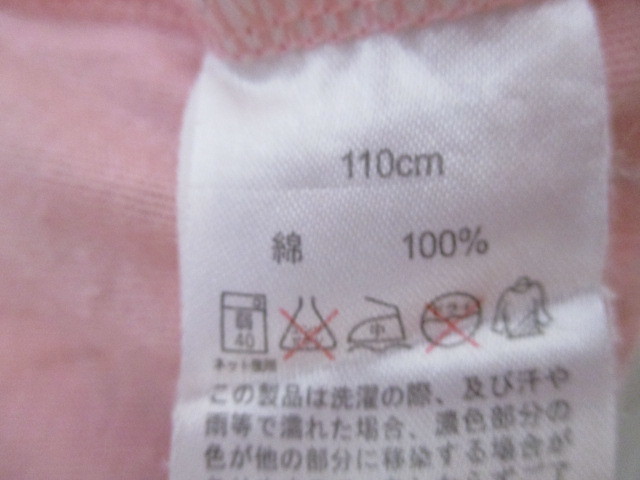 110cm
綿 100%
弱
40
中
ネット使用
この製品は洗濯の際、及び汗や
雨等で濡れた場合、濃色部分の
色が他の部分に移染する場合が